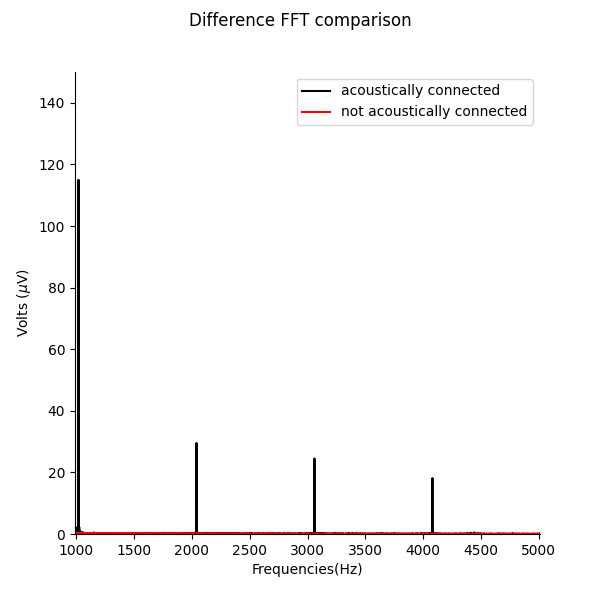 Difference FFT comparison
acoustically connected
not acoustically connected
140
120
100
80
60
40
20
0
Volts (μV)
1000 1500 2000 2500 3000 3500 4000 4500 5000
Frequencies(Hz)